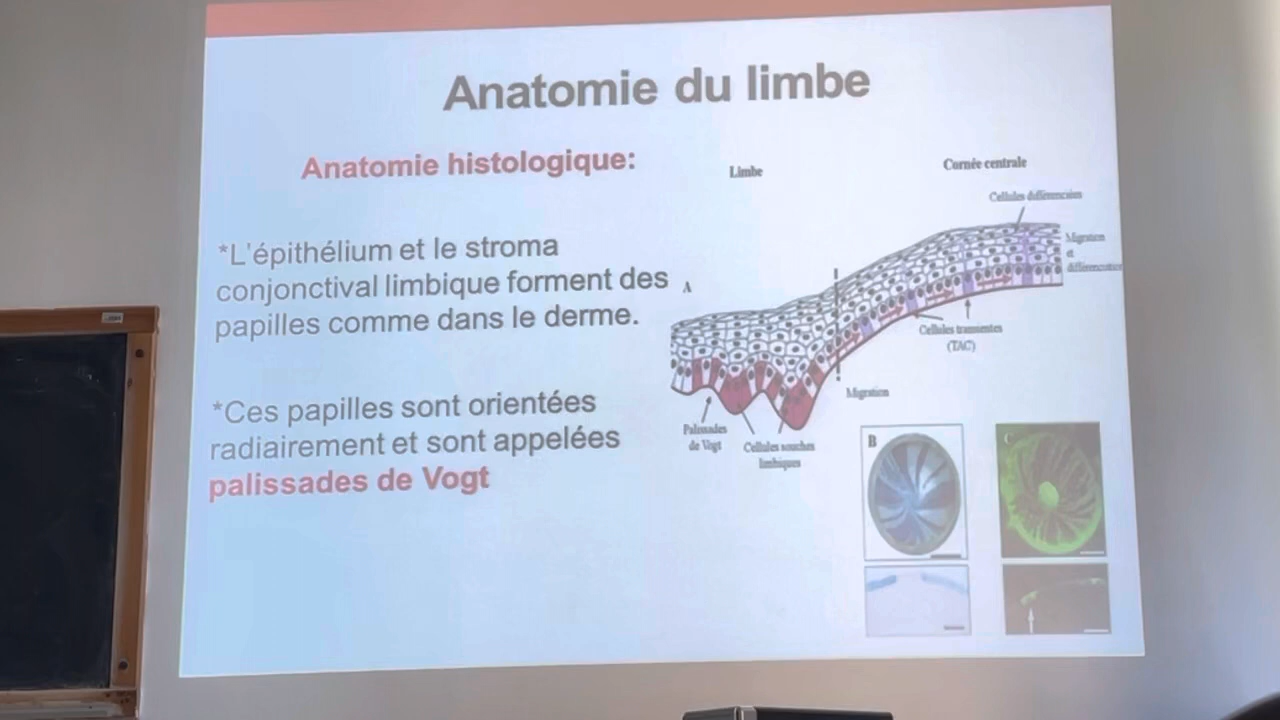 Anatomie du limbe
Anatomie histologique:
*L'épithélium et le stroma
conjonctival limbique forment des
papilles comme dans le derme.
*Ces papilles sont orientées
radiairement et sont appelées
palissades de Vogt
Limbe
Cornée centrale
Cellules différenciées
Migration
et
différenciation
A
Cellules transientes
(TAC)
Migration
Palissades
de Vogt
Cellules souches
limbiques
B
C